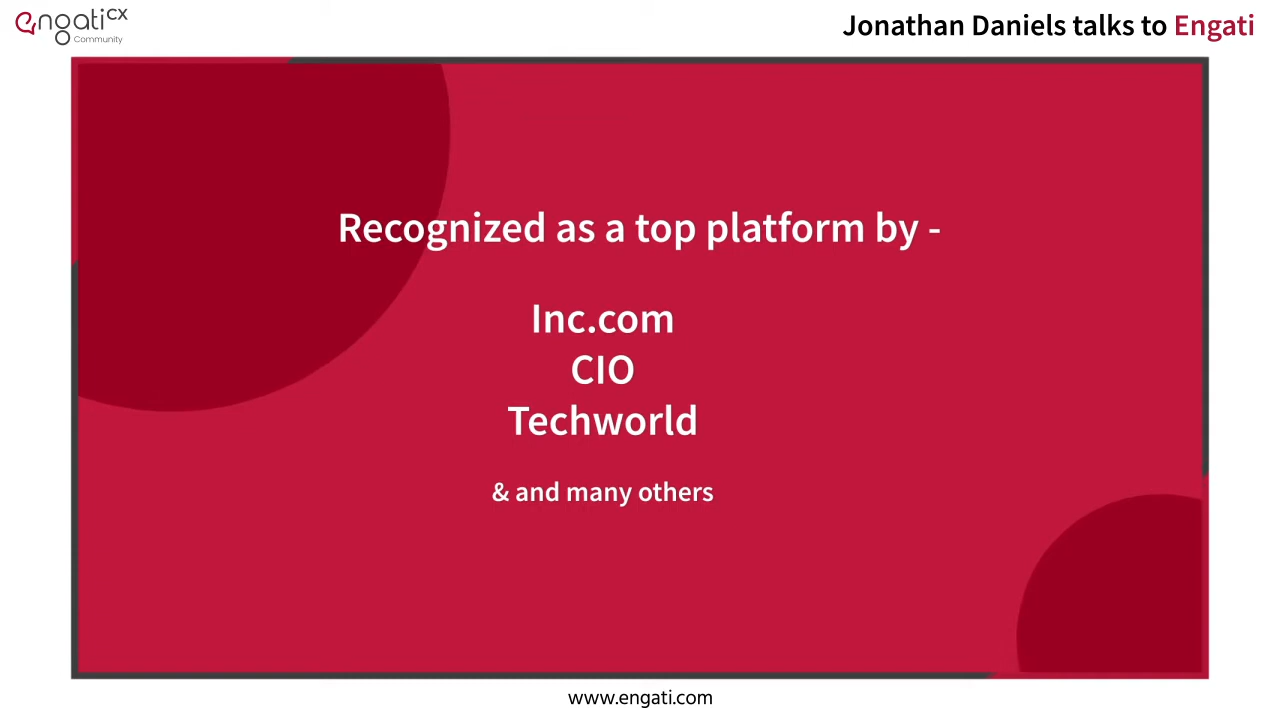 engati CX
Community
Jonathan Daniels talks to Engati
Recognized as a top platform by -
Inc.com
CIO
Techworld
& and many others
www.engati.com